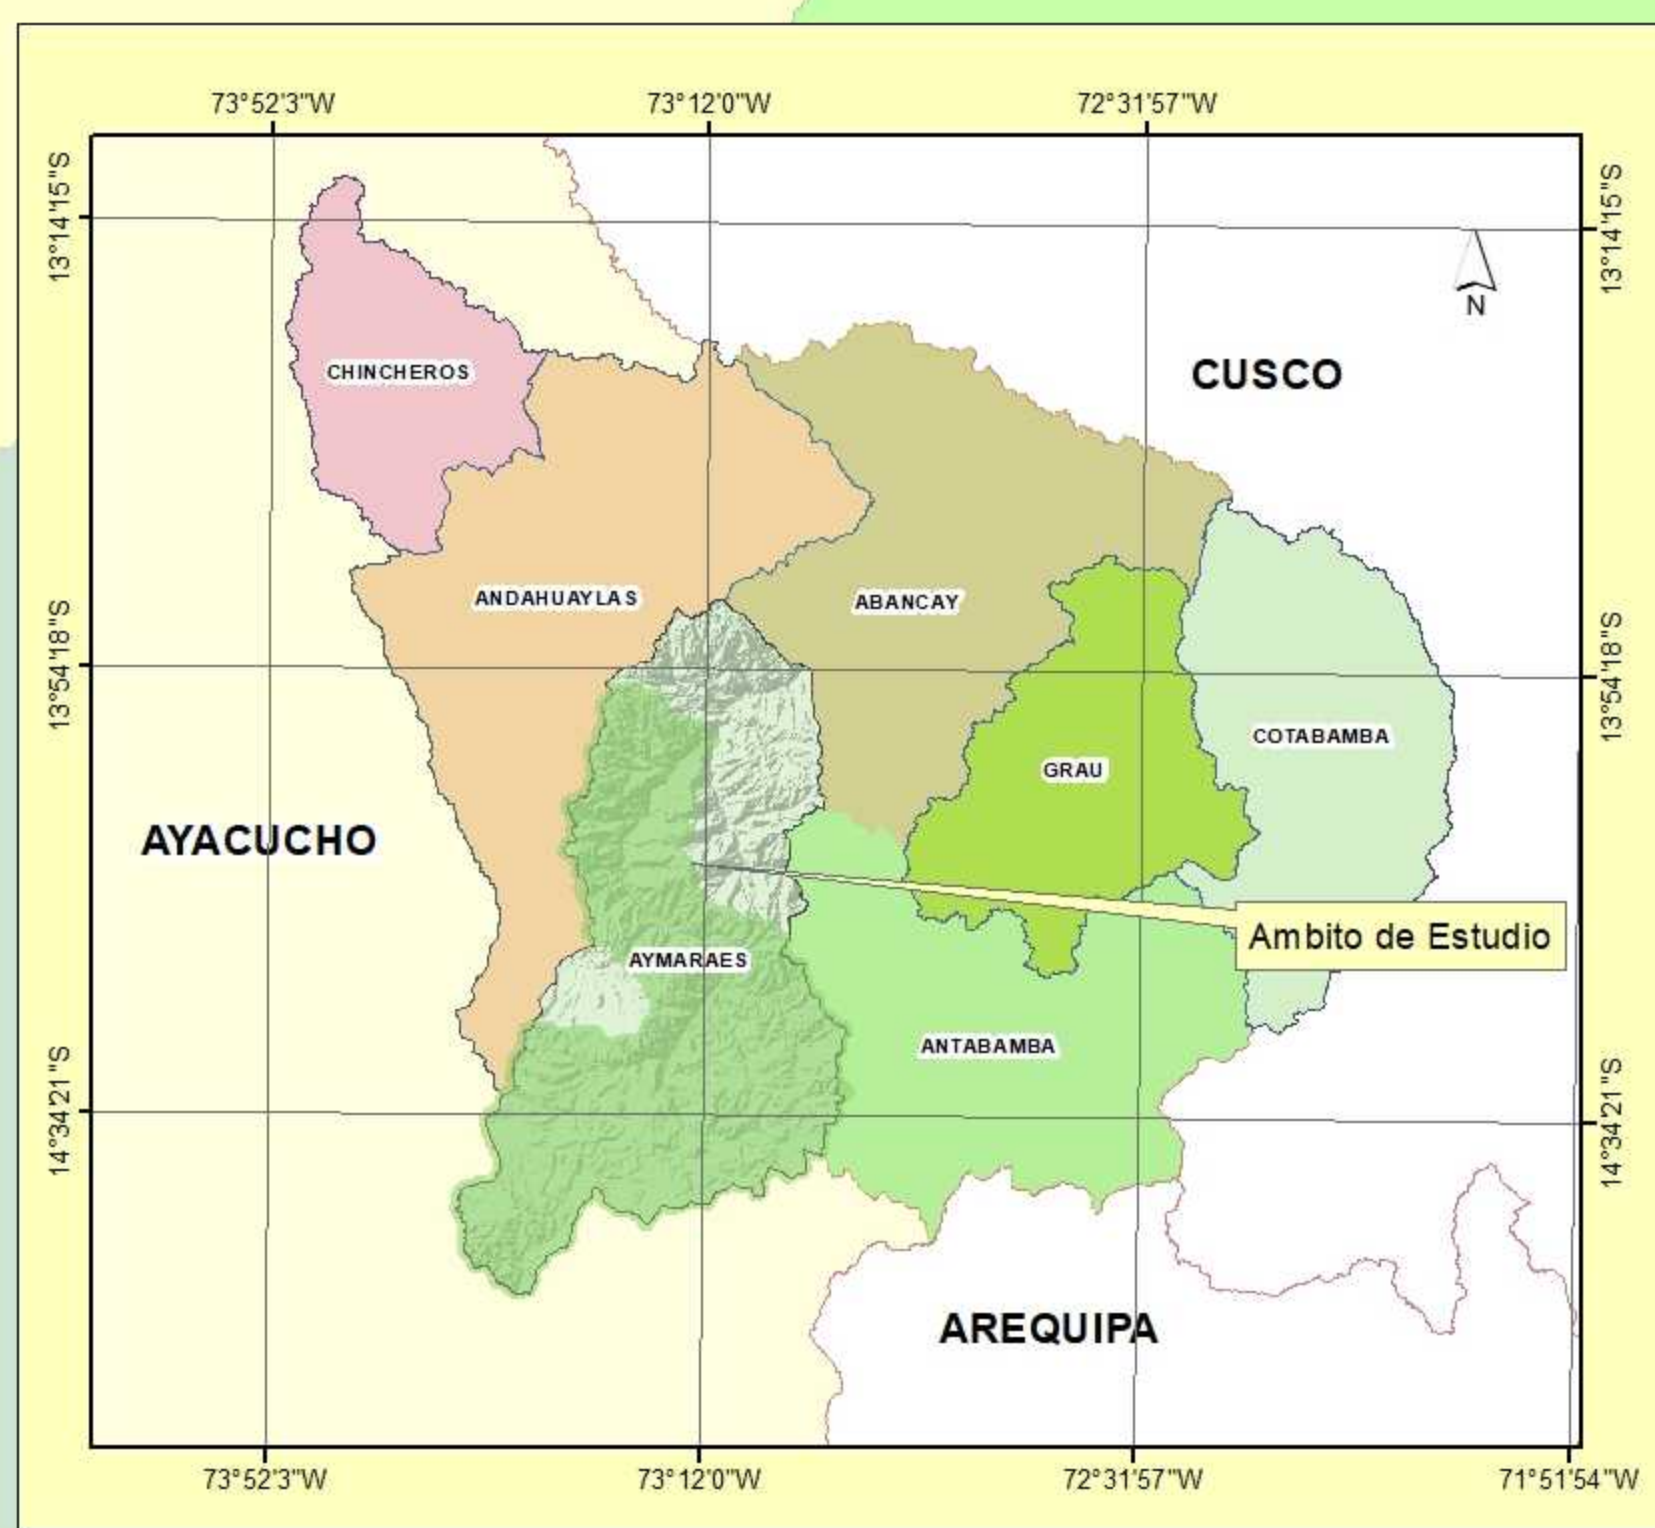 73°52'3"W 73°12'0"W 72°31'57"W
13°14'15"S
13°14'15"S
N
CHINCHEROS
CUSCO
ANDAHUAYLAS
ABANCAY
13°54'18"S
13°54'18"S
COTABAMBA
GRAU
AYACUCHO
Ambito de Estudio
AYMARAES
ANTABAMBA
14°34'21"S
14°34'21"S
AREQUIPA
73°52'3"W 73°12'0"W 72°31'57"W 71°51'54"W